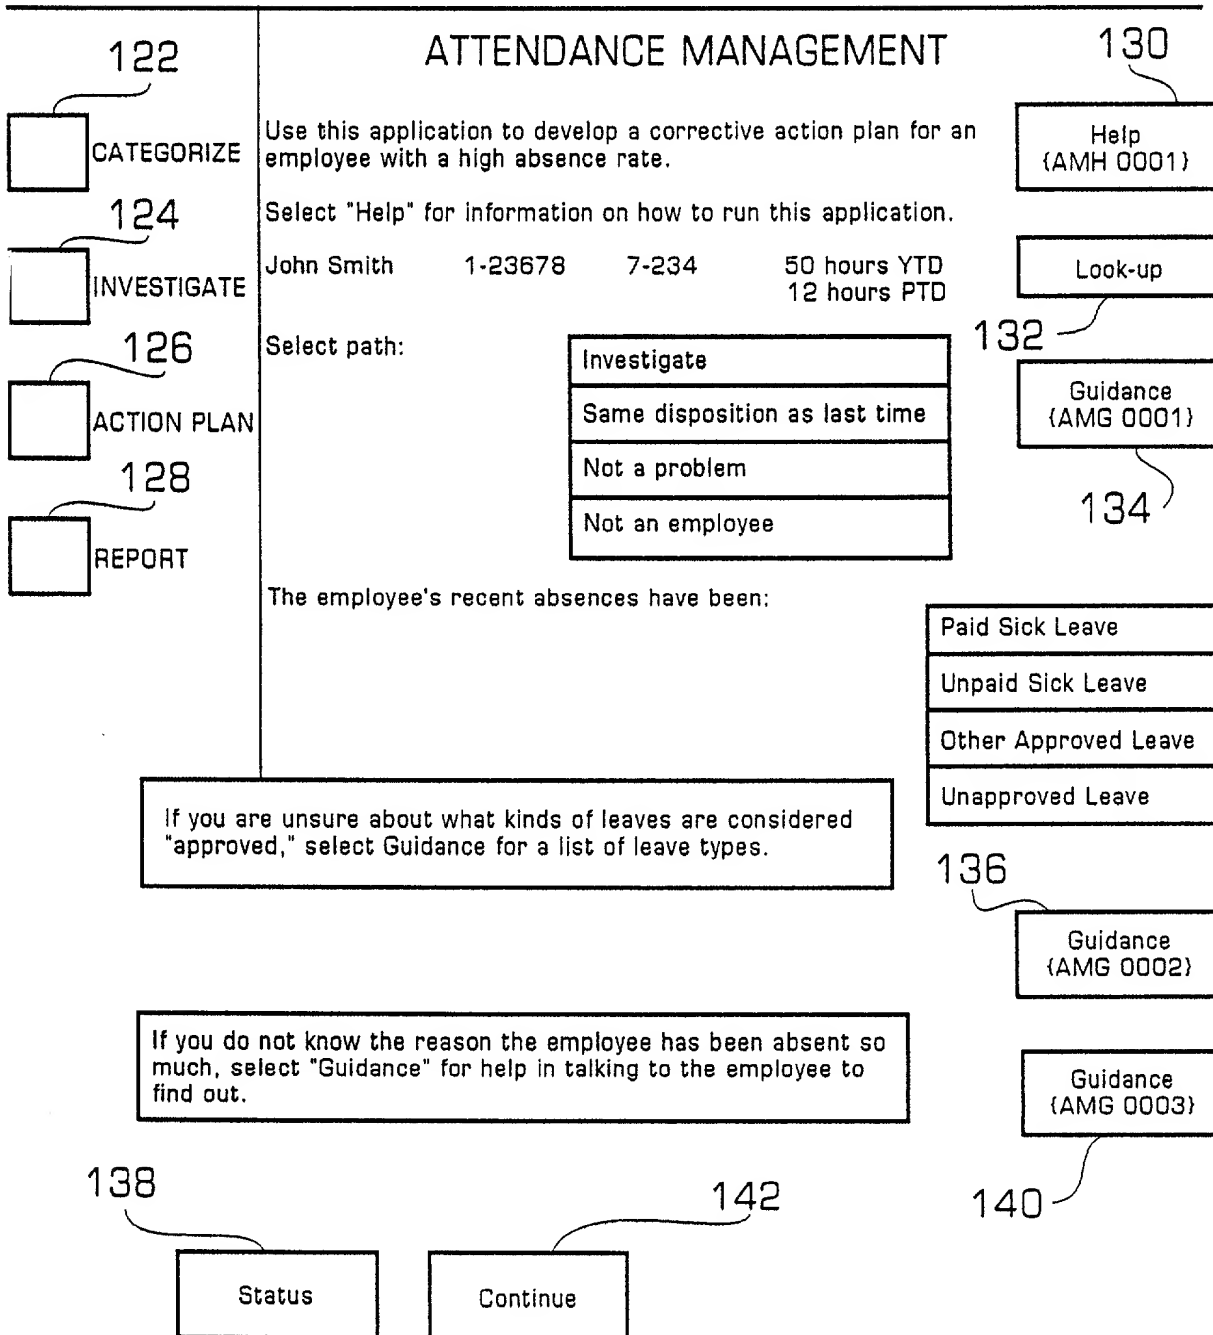 ATTENDANCE MANAGEMENT
122
CATEGORIZE
124
INVESTIGATE
126
ACTION PLAN
128
REPORT
Use this application to develop a corrective action plan for an
employee with a high absence rate.
Select "Help" for information on how to run this application.
John Smith 1-23678 7-234 50 hours YTD
12 hours PTD
Select path:
Investigate
Same disposition as last time
Not a problem
Not an employee
130
Help
{AMH 0001}
Look-up
132
Guidance
{AMG 0001}
134
The employee's recent absences have been:
Paid Sick Leave
Unpaid Sick Leave
Other Approved Leave
Unapproved Leave
If you are unsure about what kinds of leaves are considered
"approved," select Guidance for a list of leave types.
136
Guidance
{AMG 0002}
If you do not know the reason the employee has been absent so
much, select "Guidance" for help in talking to the employee to
find out.
Guidance
{AMG 0003}
140
138
Status
142
Continue